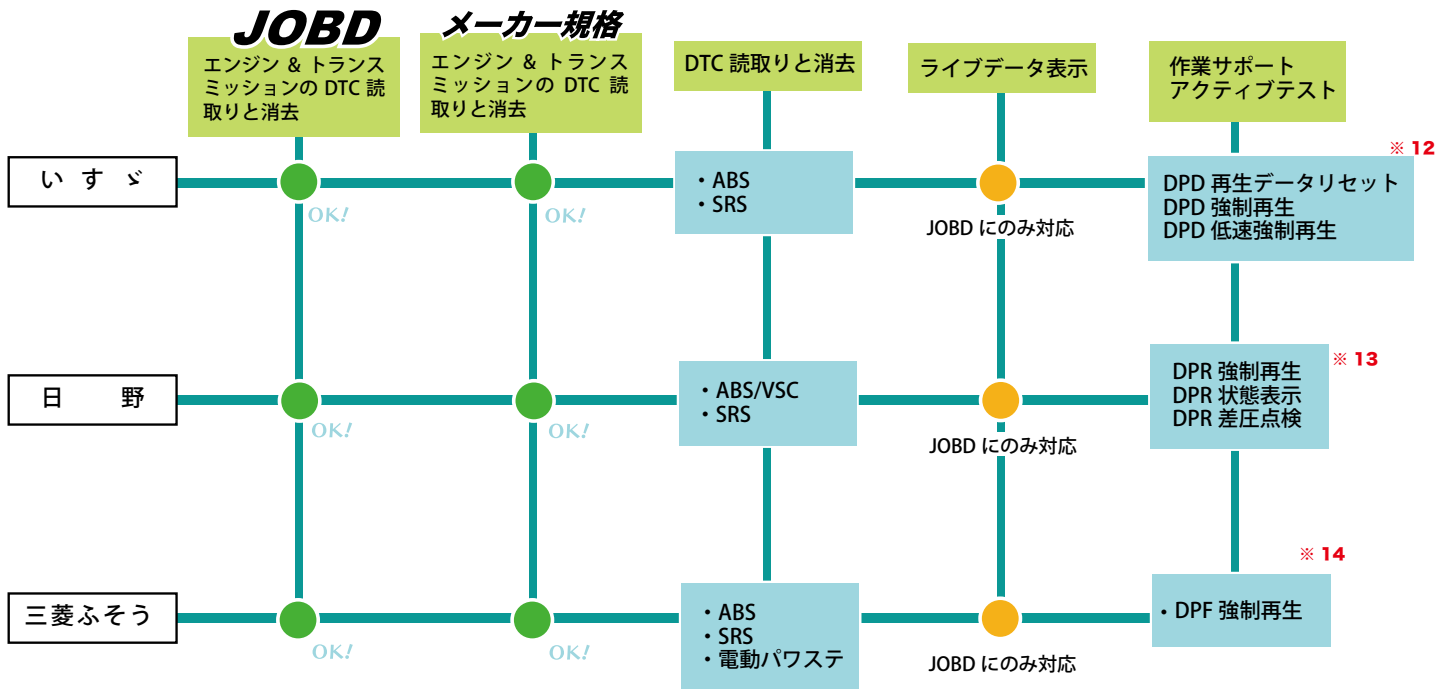 JOBD
エンジン & トランス
ミッションの DTC 読
取りと消去
メーカー規格
エンジン & トランス
ミッションの DTC 読
取りと消去
DTC 読取りと消去
ライブデータ表示
作業サポート
アクティブテスト
いすゞ
OK!
OK!
・ABS
・SRS
JOBD にのみ対応
※ 12
DPD 再生データリセット
DPD 強制再生
DPD 低速強制再生
日野
OK!
OK!
・ABS/VSC
・SRS
JOBD にのみ対応
※ 13
DPR 強制再生
DPR 状態表示
DPR 差圧点検
三菱ふそう
OK!
OK!
・ABS
・SRS
・電動パワステ
JOBD にのみ対応
※ 14
・DPF 強制再生